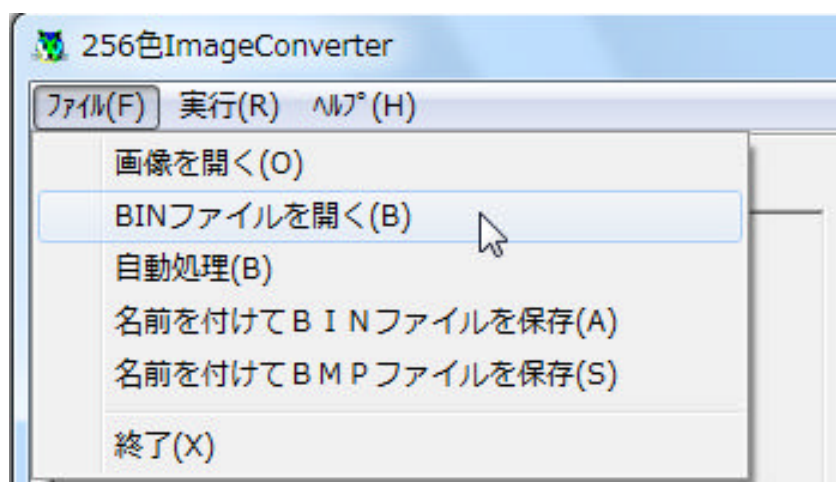 256色ImageConverter
ﾌｧｲﾙ(F) 実行(R) ﾍﾙﾌﾟ(H)
画像を開く(O)
BINファイルを開く(B)
自動処理(B)
名前を付けてＢＩＮファイルを保存(A)
名前を付けてＢＭＰファイルを保存(S)
終了(X)